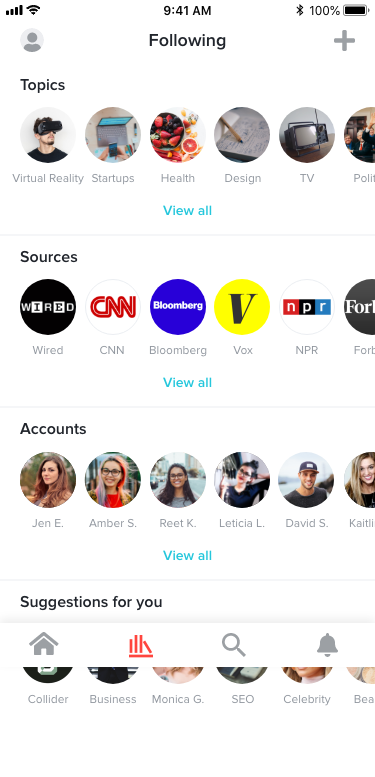 9:41 AM
100%
Following
Topics
Virtual Reality Startups Health Design TV Polit
View all
Sources
WIRED CNN Bloomberg V n p r Forb
Wired CNN Bloomberg Vox NPR Forb
View all
Accounts
Jen E. Amber S. Reet K. Leticia L. David S. Kaitli
View all
Suggestions for you
Collider Business Monica G. SEO Celebrity Bea